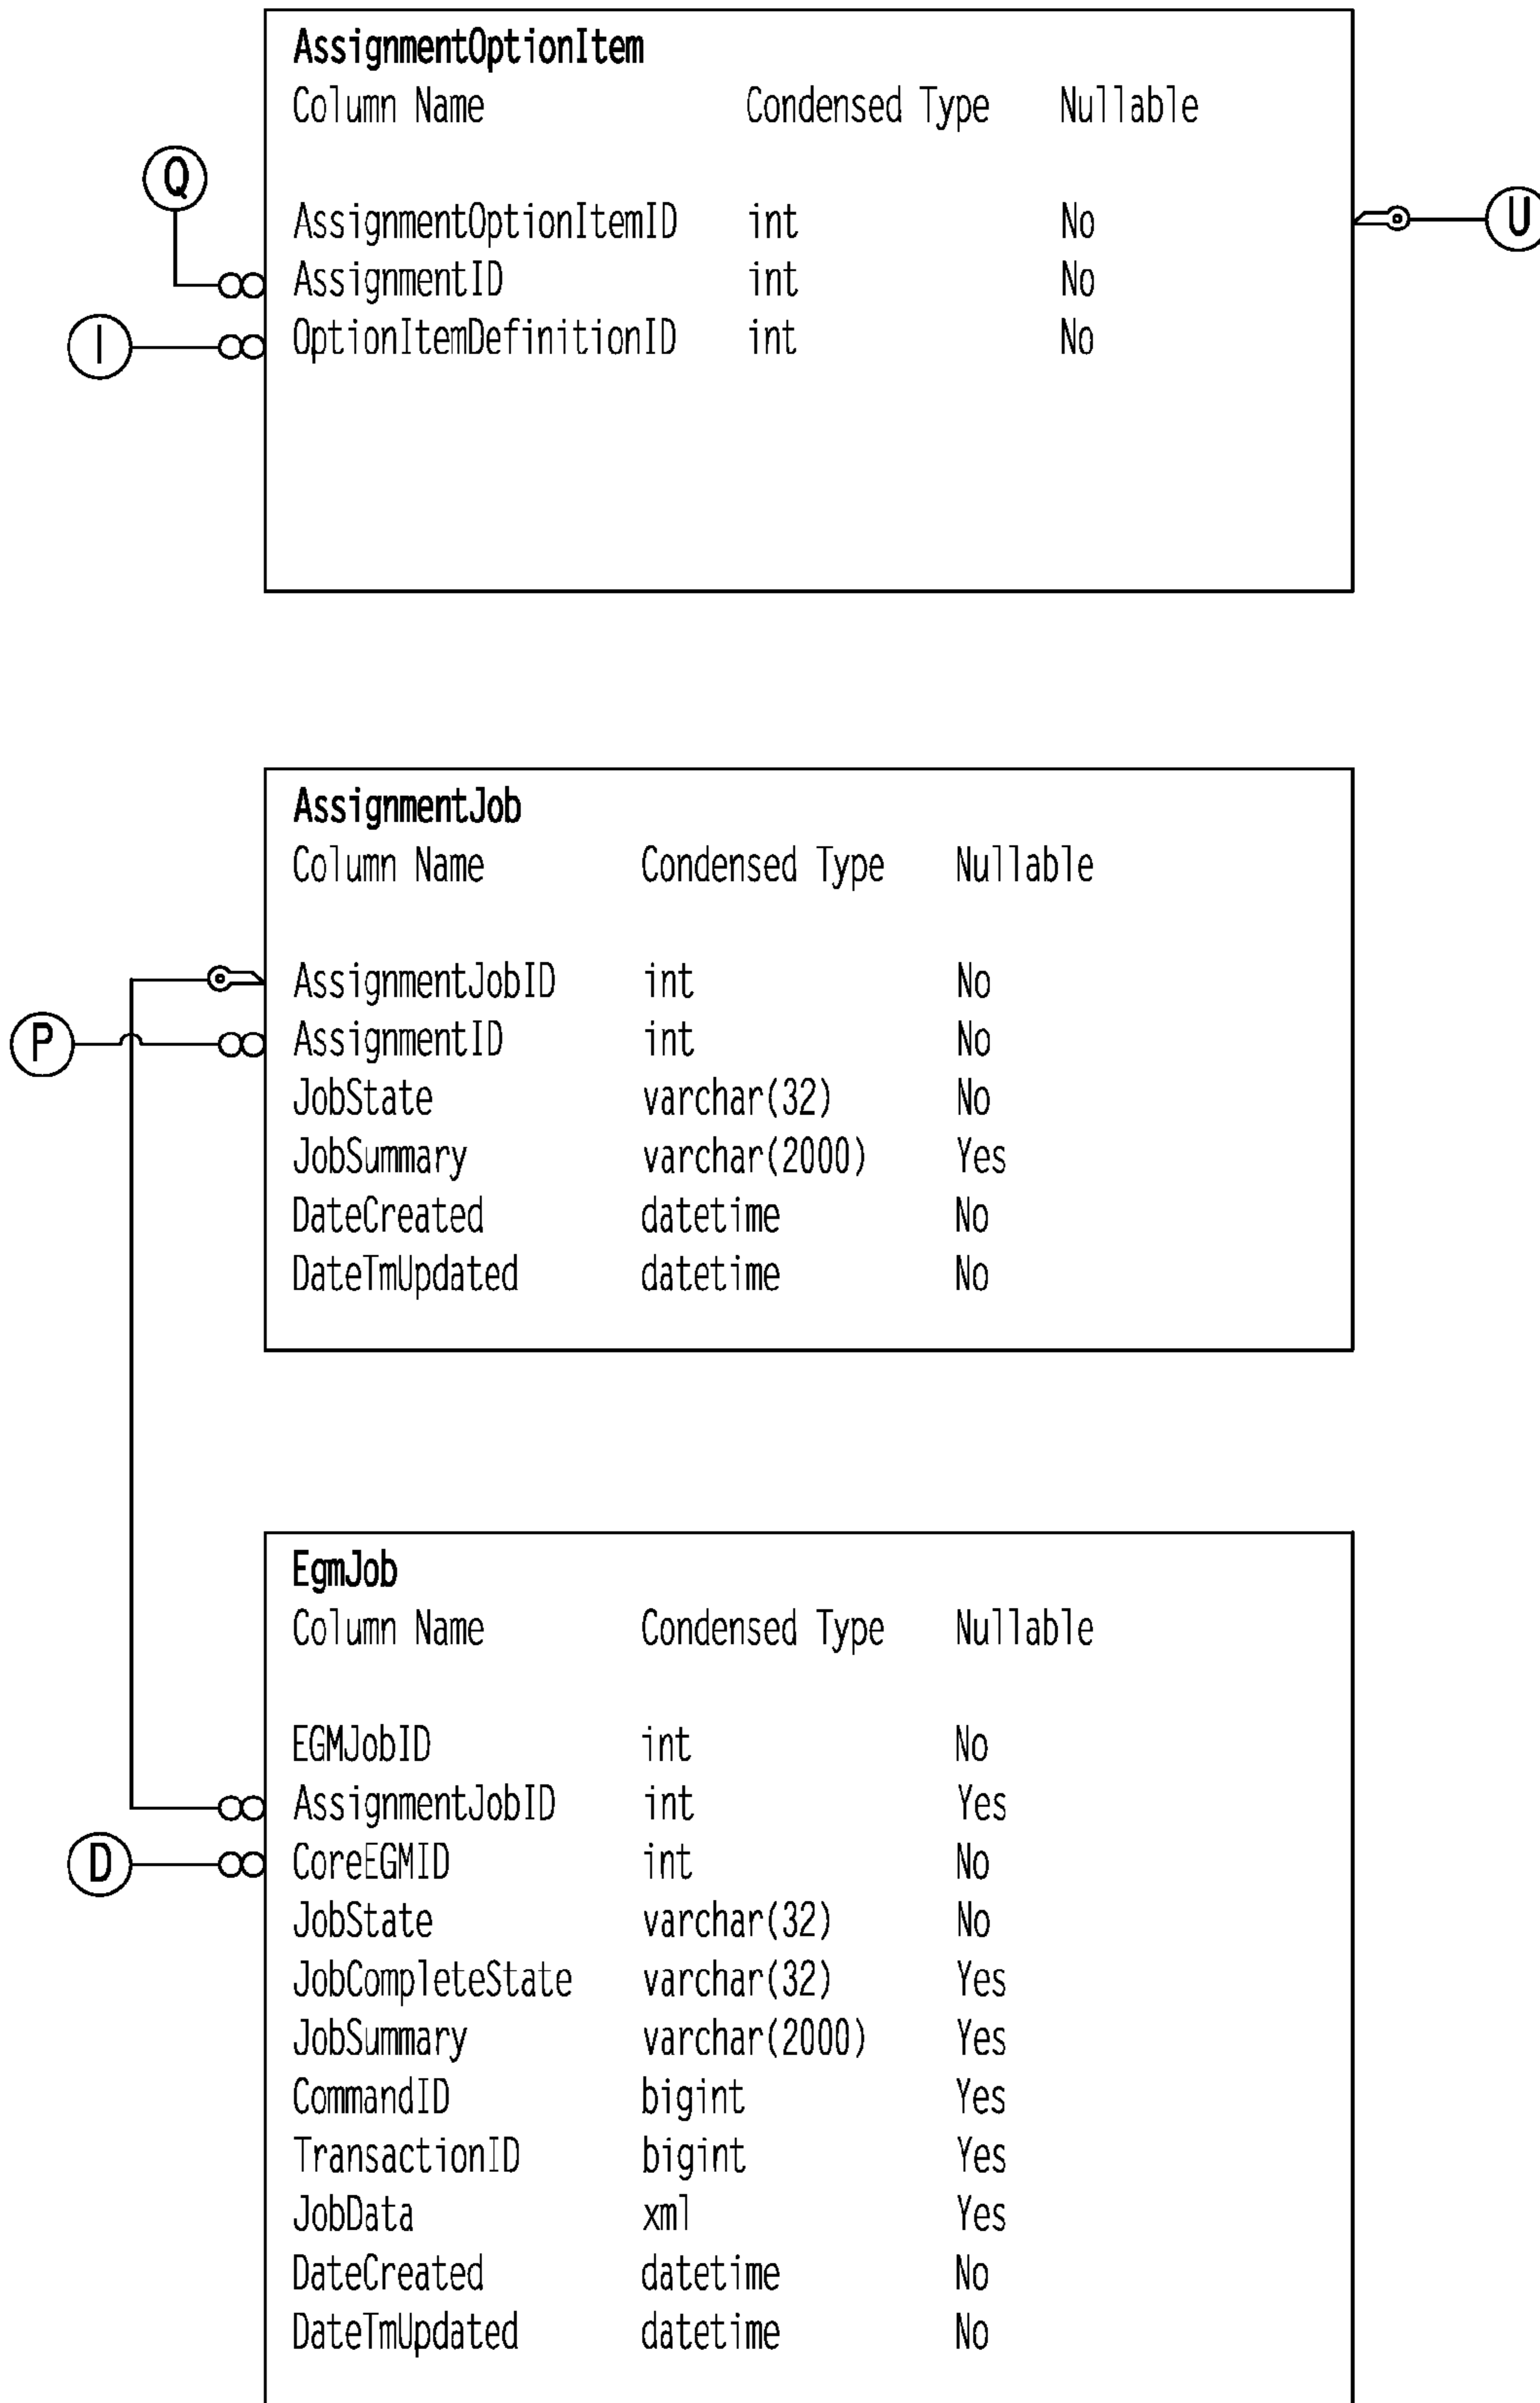 AssignmentOptionItem
Column Name Condensed Type Nullable
Q
AssignmentOptionItemID int No
U
AssignmentID int No
I
OptionItemDefinitionID int No
AssignmentJob
Column Name Condensed Type Nullable
AssignmentJobID int No
P
AssignmentID int No
JobState varchar(32) No
JobSummary varchar(2000) Yes
DateCreated datetime No
DateTmUpdated datetime No
EgmJob
Column Name Condensed Type Nullable
EGMJobID int No
AssignmentJobID int Yes
D
CoreEGMID int No
JobState varchar(32) No
JobCompleteState varchar(32) Yes
JobSummary varchar(2000) Yes
CommandID bigint Yes
TransactionID bigint Yes
JobData xml Yes
DateCreated datetime No
DateTmUpdated datetime No